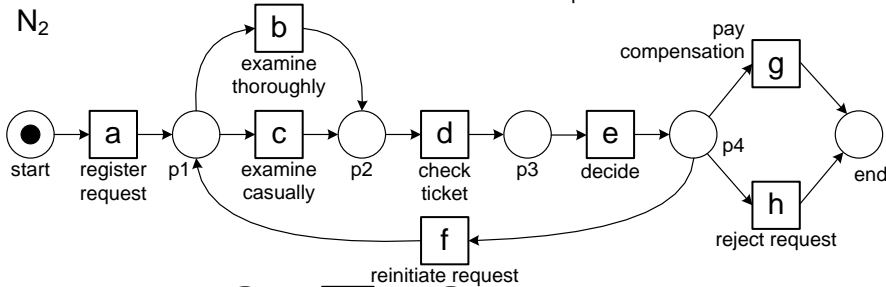 N2
b
examine
thoroughly
pay
compensation
g
start
a
register
request
p1
c
examine
casually
p2
d
check
ticket
p3
e
decide
p4
end
h
reject request
f
reinitiate request